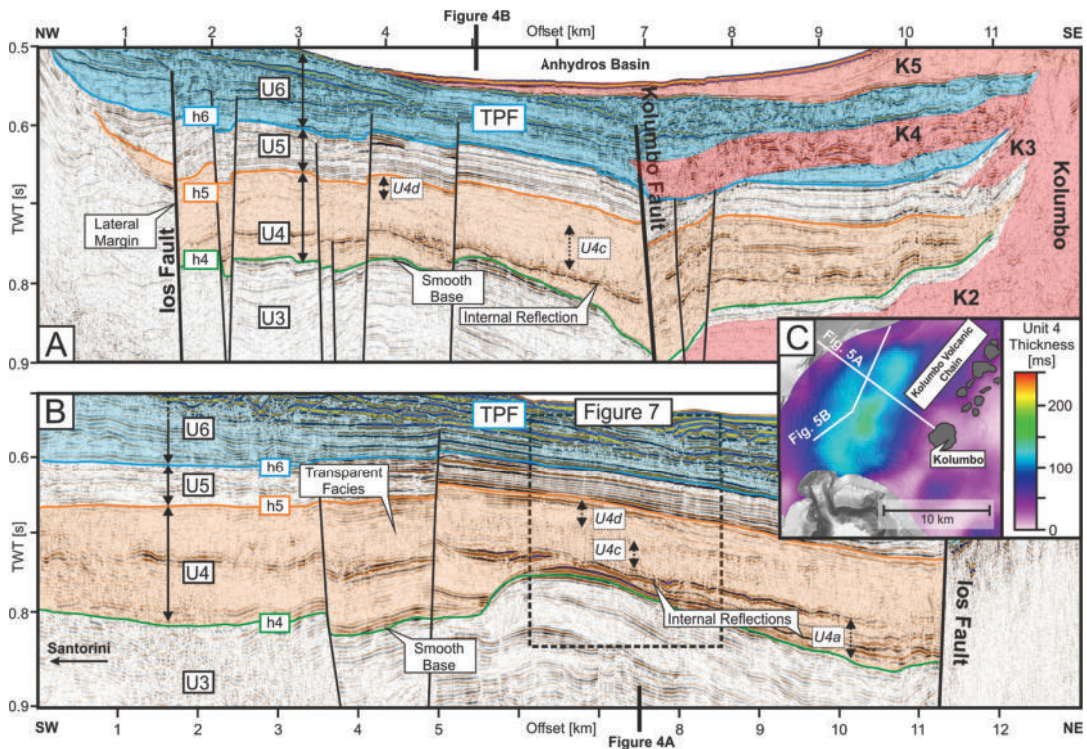 Figure 4B
NW 1 2 3 4 5 Offset [km] 7 8 9 10 11 SE
0.5
Anhydros Basin
K5
U6
TPF
h6
0.6
U5
K4
Kolumbo Fault
K3
h5
U4d
TWT [s]
Lateral
Margin
U4
U4c
Kolumbo
Ios Fault
h4
Smooth
Base
0.8
Internal Reflection
K2
U3
A
0.9
C
Fig. 5A
Fig. 5B
Kolumbo Volcanic
Chain
Kolumbo
10 km
Unit 4
Thickness
[ms]
200
100
0
B
TPF
Figure 7
U6
0.6
h6
U5
Transparent
Facies
h5
U4d
TWT [s]
U4c
U4
Internal Reflections
U4a
0.8
h4
Smooth
Base
Ios Fault
Santorini
U3
0.9
SW 1 2 3 4 5 Offset [km] 8 9 10 11 12 NE
Figure 4A